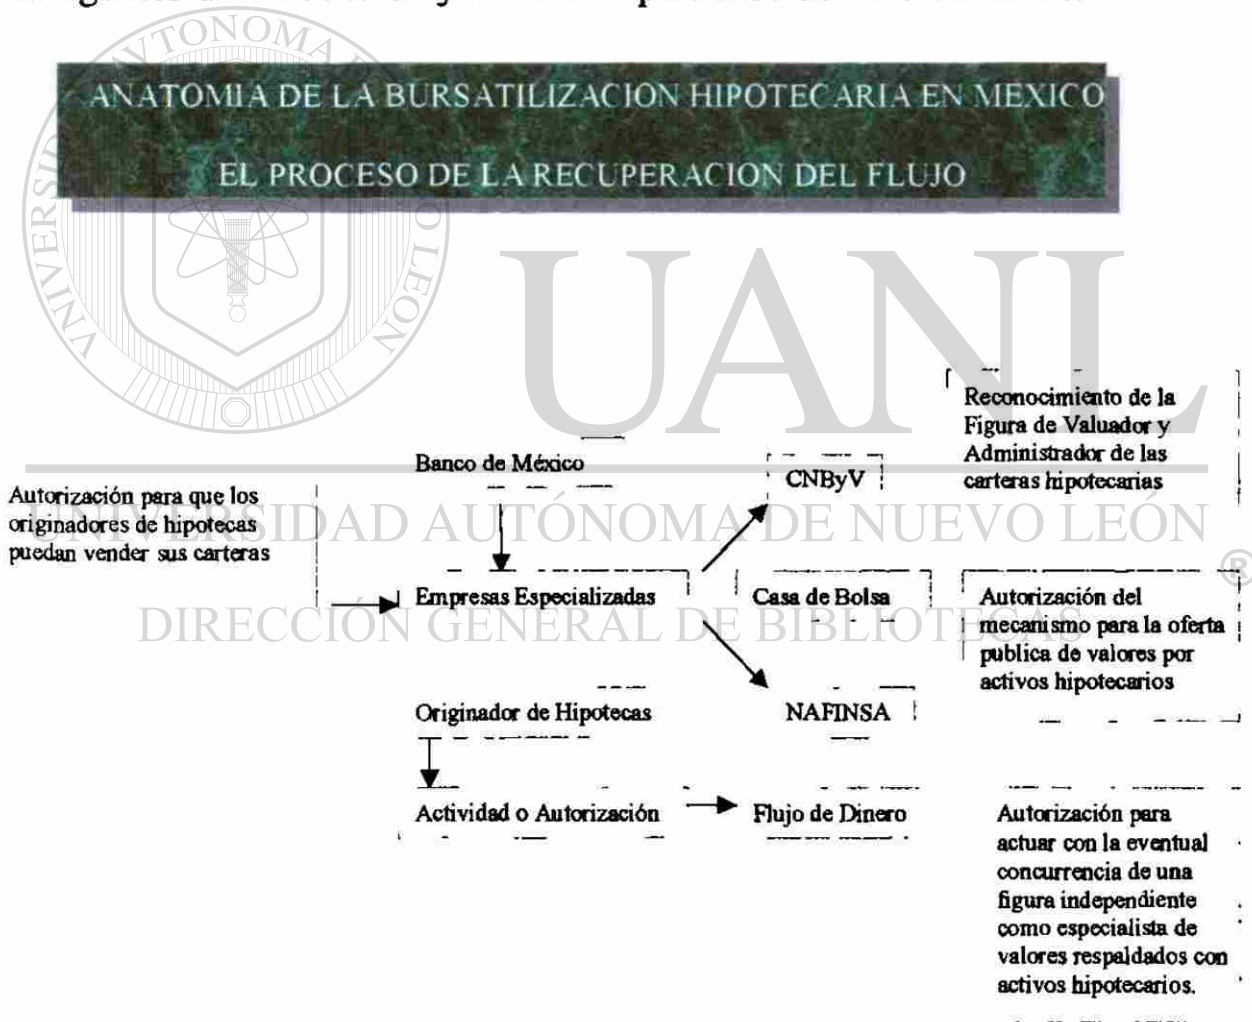 ANATOMIA DE LA BURSATILIZACION HIPOTECARIA EN MEXICO
EL PROCESO DE LA RECUPERACION DEL FLUJO
UANL
UNIVERSIDAD AUTÓNOMA DE NUEVO LEÓN
®
DIRECCIÓN GENERAL DE BIBLIOTECAS
Autorización para que los
originadores de hipotecas
puedan vender sus carteras
Banco de México
Empresas Especializadas
Originador de Hipotecas
Actividad o Autorización
CNByV
Casa de Bolsa
NAFINSA
Flujo de Dinero
Reconocimiento de la
Figura de Valuador y
Administrador de las
carteras hipotecarias
Autorización del
mecanismo para la oferta
publica de valores por
activos hipotecarios
Autorización para
actuar con la eventual
concurrencia de una
figura independiente
como especialista de
valores respaldados con
activos hipotecarios.